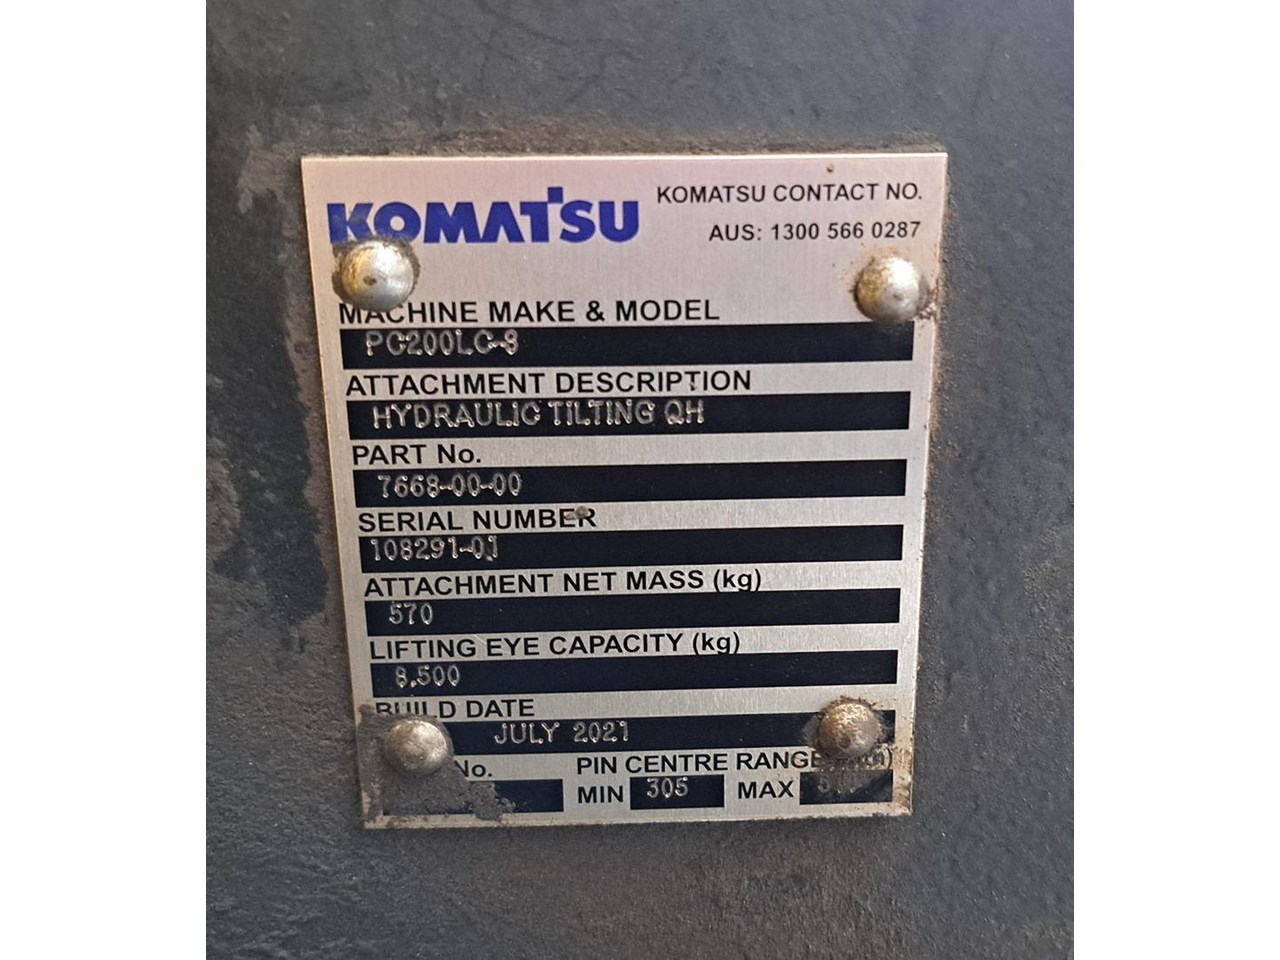 KOMATSU
KOMATSU CONTACT NO.
AUS: 1300 566 0287
MACHINE MAKE & MODEL
PC200LC-8
ATTACHMENT DESCRIPTION
HYDRAULIC TILTING QH
PART No.
7668-00-00
SERIAL NUMBER
108291-01
ATTACHMENT NET MASS (kg)
570
LIFTING EYE CAPACITY (kg)
8,500
BUILD DATE
JULY 2021
No. PIN CENTRE RANGE
MIN 305 MAX